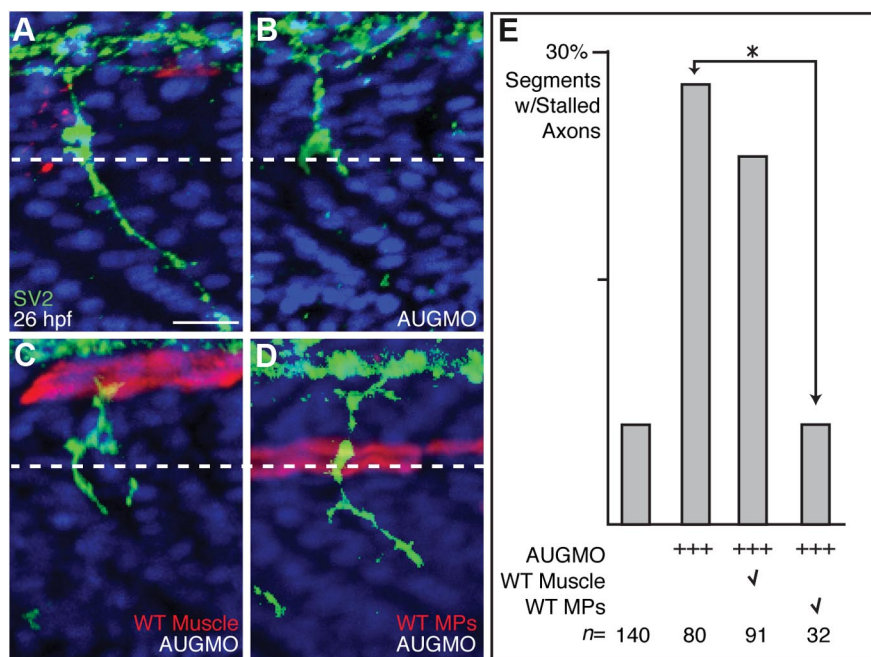 A
SV2
26 hpf
B
AUGMO
C
WT Muscle
AUGMO
D
WT MPs
AUGMO
E
30%
Segments
w/Stalled
Axons
*
AUGMO +++ +++ +++
WT Muscle √
WT MPs √
n= 140 80 91 32